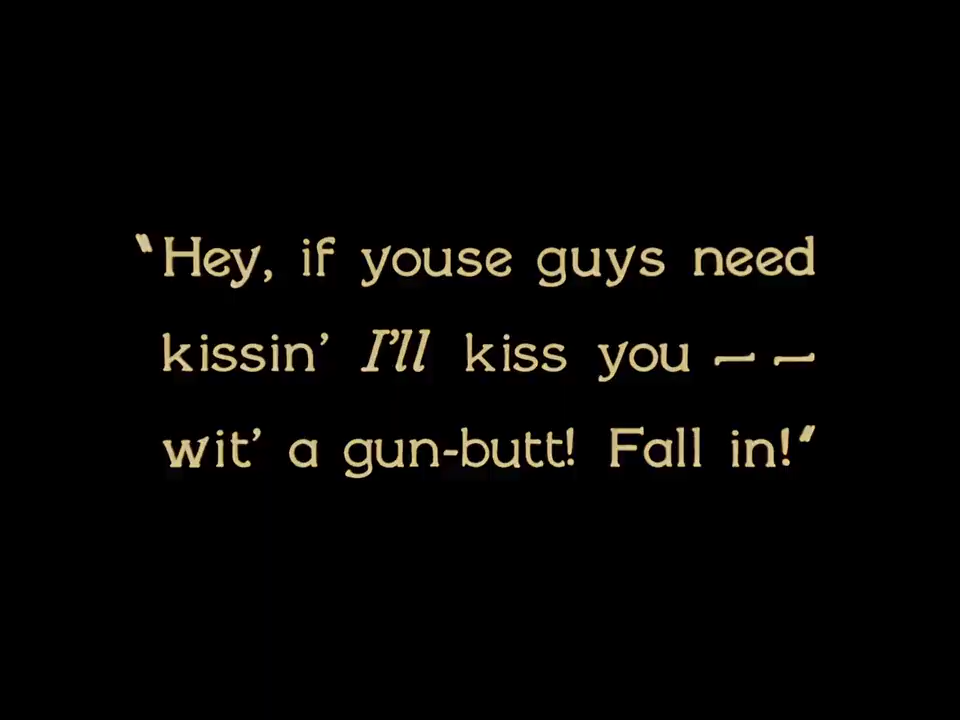 "Hey, if youse guys need
kissin' I'll kiss you — —
wit' a gun-butt! Fall in!"